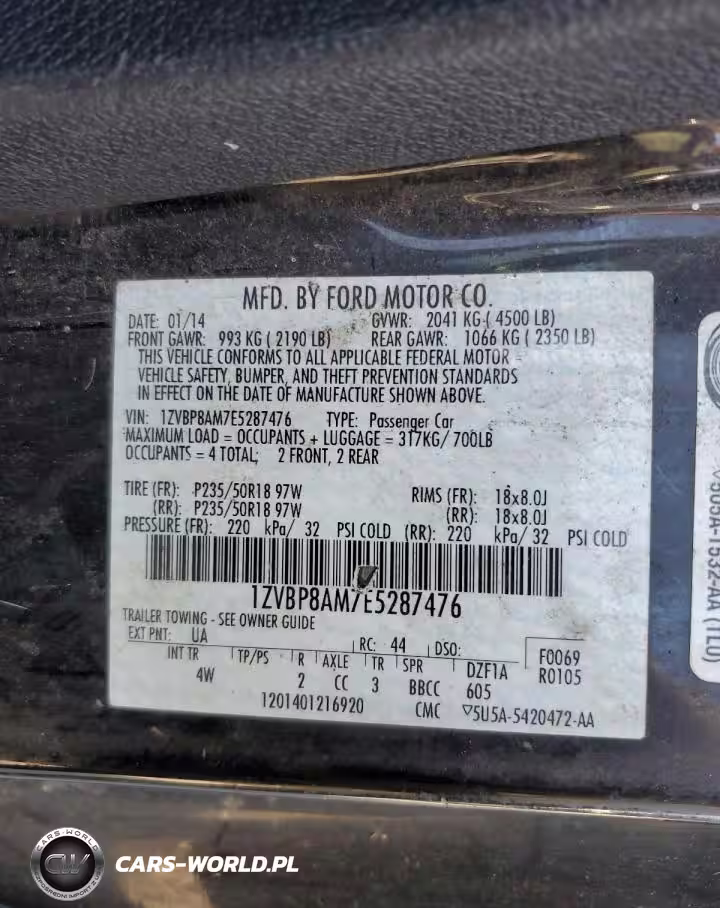 MFD. BY FORD MOTOR CO.
DATE: 01/14 GVWR: 2041 KG ( 4500 LB)
FRONT GAWR: 993 KG ( 2190 LB) REAR GAWR: 1066 KG ( 2350 LB)
THIS VEHICLE CONFORMS TO ALL APPLICABLE FEDERAL MOTOR
VEHICLE SAFETY, BUMPER, AND THEFT PREVENTION STANDARDS
IN EFFECT ON THE DATE OF MANUFACTURE SHOWN ABOVE.
VIN: 1ZVBP8AM7E5287476 TYPE: Passenger Car
MAXIMUM LOAD = OCCUPANTS + LUGGAGE = 317KG/ 700LB
OCCUPANTS = 4 TOTAL; 2 FRONT, 2 REAR
TIRE (FR): P235/50R18 97W RIMS (FR): 18x8.0J
(RR): P235/50R18 97W (RR): 18x8.0J
PRESSURE (FR): 220 kPa/ 32 PSI COLD (RR): 220 kPa/ 32 PSI COLD
1ZVBP8AM7E5287476
TRAILER TOWING - SEE OWNER GUIDE
EXT PNT: UA RC: 44 DSO: F0069
INT TR TP/PS R AXLE TR SPR DZF1A R0105
4W 2 CC 3 BBCC 605
1201401216920 CMC ▽5U5A-5420472-AA
CARS-WORLD
CW
CARS-WORLD.PL